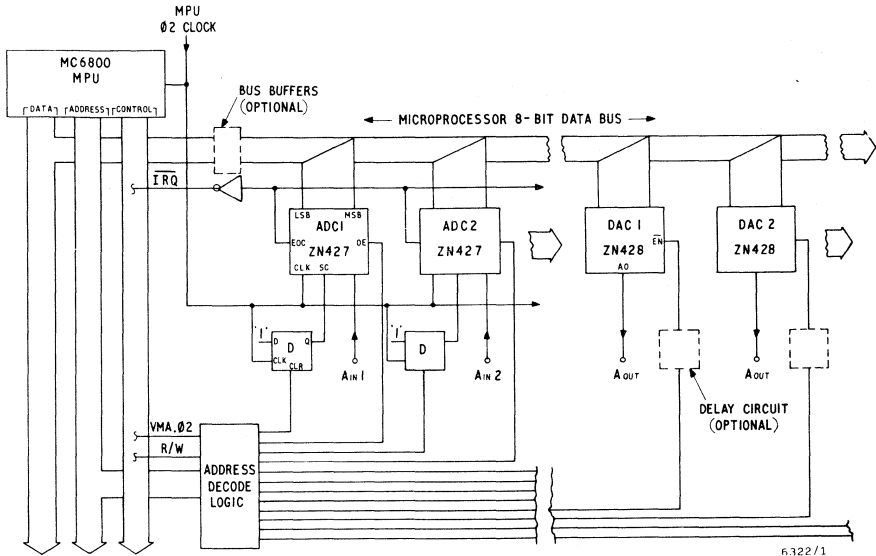 MPU
Ø2 CLOCK
MC6800
MPU
DATA ADDRESS CONTROL
BUS BUFFERS
(OPTIONAL)
MICROPROCESSOR 8-BIT DATA BUS
IRQ
LSB MSB
ADC1
EOC ZN427 OE
CLK SC
ADC2
ZN427
DAC 1
ZN428 EN
AO
DAC 2
ZN428
'1' D D Q
CLK CLR
AIN 1
'1' D
AIN 2
AOUT
AOUT
DELAY CIRCUIT
(OPTIONAL)
VMA.Ø2
R/W
ADDRESS
DECODE
LOGIC
6322/1